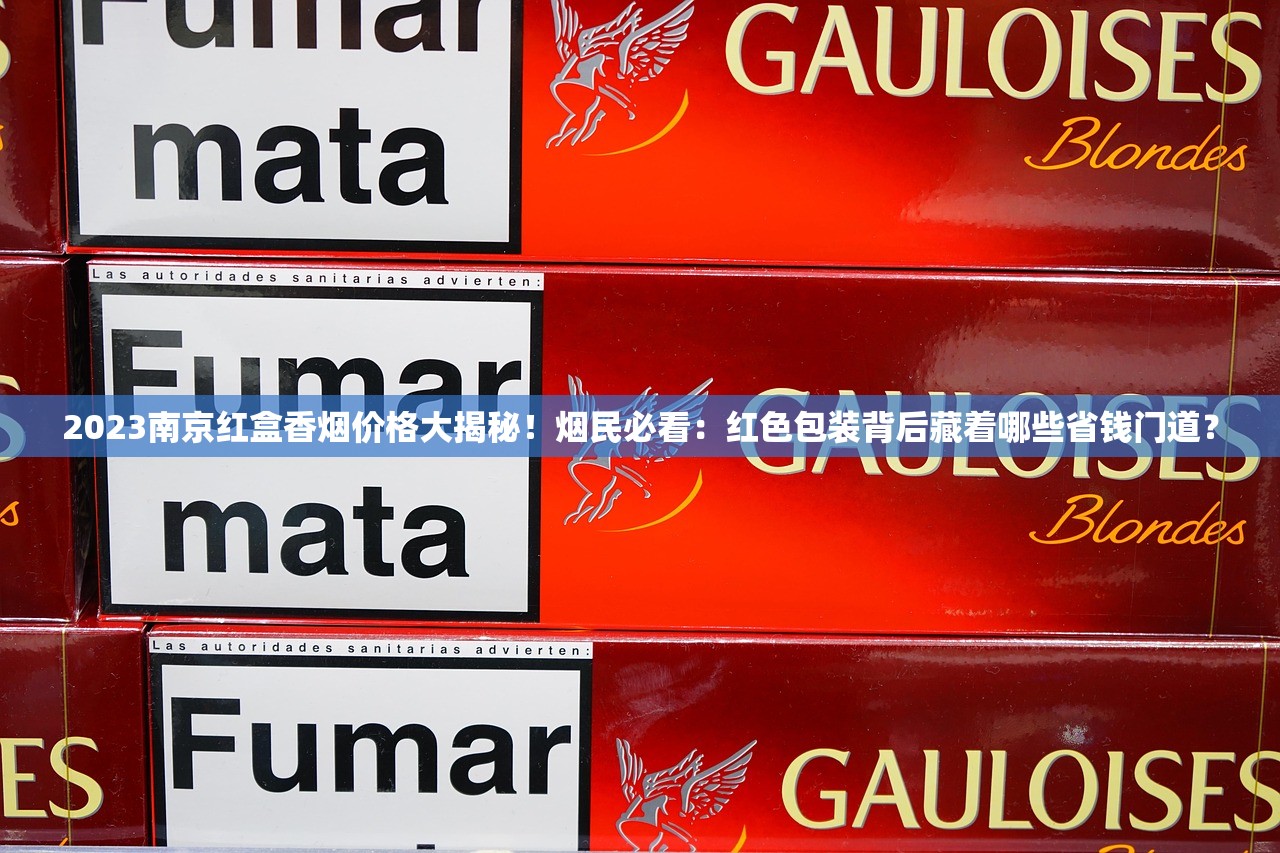 Fumar
mata
GAULOISES
Blondes
Las autoridades sanitarias advierten:
Fumar
mata
2023南京红盒香烟价格大揭秘！烟民必看：红色包装背后藏着哪些省钱门道？
GAULOISES
Blondes
s
Las autoridades sanitarias advierten:
Fumar
ES
GAULOISES
Blondes